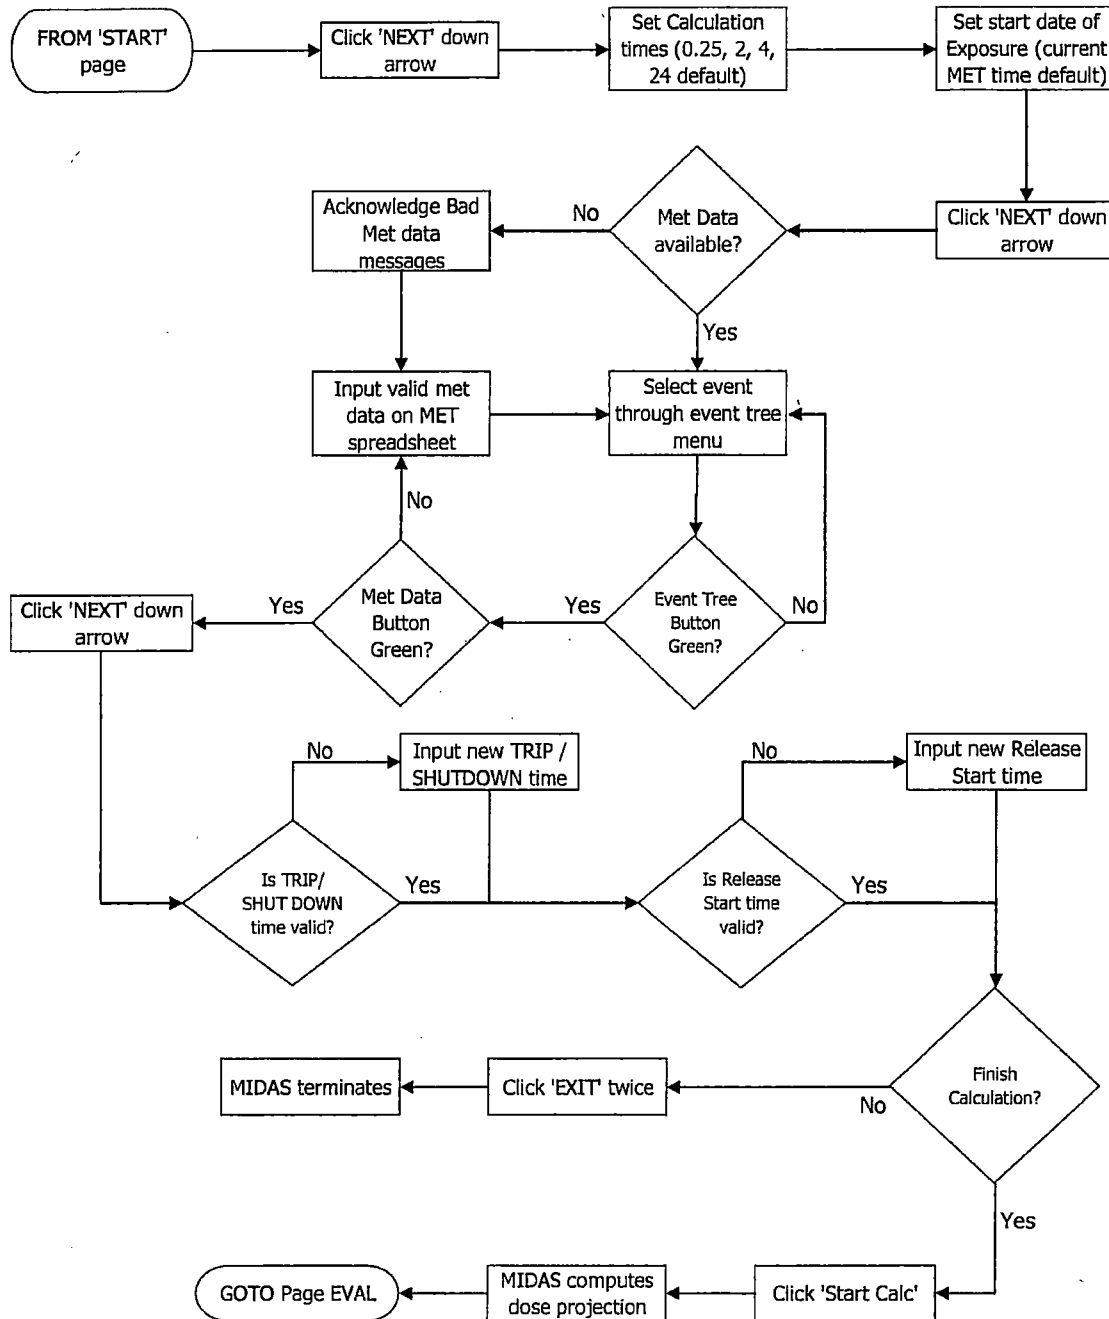 FROM 'START'
page
Click 'NEXT' down
arrow
Set Calculation
times (0.25, 2, 4,
24 default)
Set start date of
Exposure (current
MET time default)
Acknowledge Bad
Met data
messages
No
Met Data
available?
Click 'NEXT' down
arrow
Yes
Input valid met
data on MET
spreadsheet
Select event
through event tree
menu
No
Click 'NEXT' down
arrow
Yes
Met Data
Button
Green?
Yes
Event Tree
Button
Green?
No
No
Input new TRIP /
SHUTDOWN time
No
Input new Release
Start time
Is TRIP/
SHUT DOWN
time valid?
Yes
Is Release
Start time
valid?
Yes
MIDAS terminates
Click 'EXIT' twice
No
Finish
Calculation?
Yes
GOTO Page EVAL
MIDAS computes
dose projection
Click 'Start Calc'